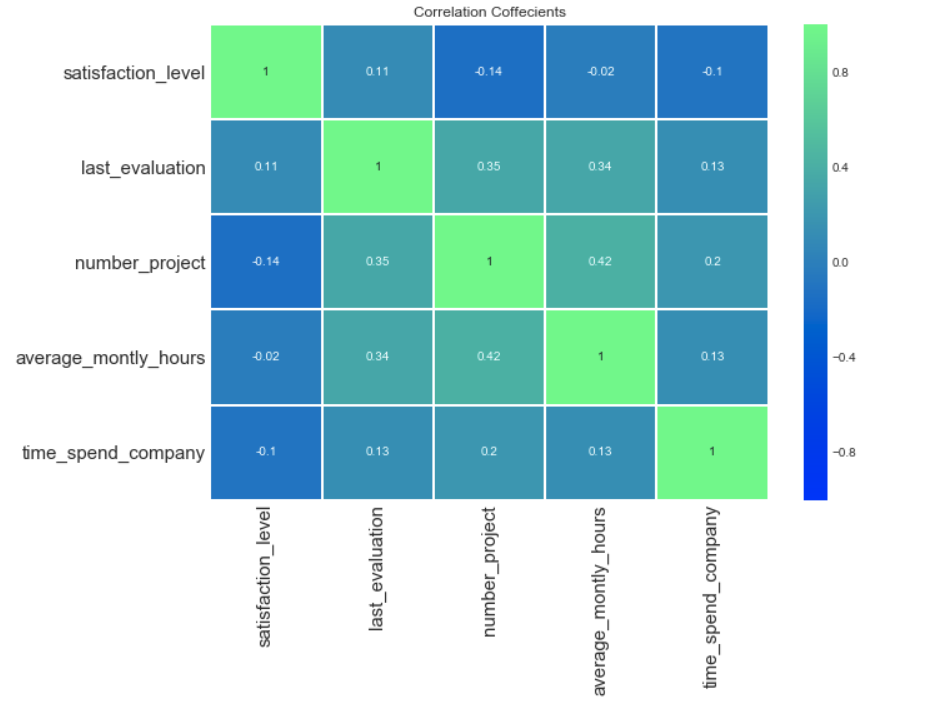 Correlation Coffecients
satisfaction_level 1 0.11 -0.14 -0.02 -0.1
last_evaluation 0.11 1 0.35 0.34 0.13
number_project -0.14 0.35 1 0.42 0.2
average_montly_hours -0.02 0.34 0.42 1 0.13
time_spend_company -0.1 0.13 0.2 0.13 1
satisfaction_level
last_evaluation
number_project
average_montly_hours
time_spend_company
0.8
0.4
0.0
−0.4
−0.8